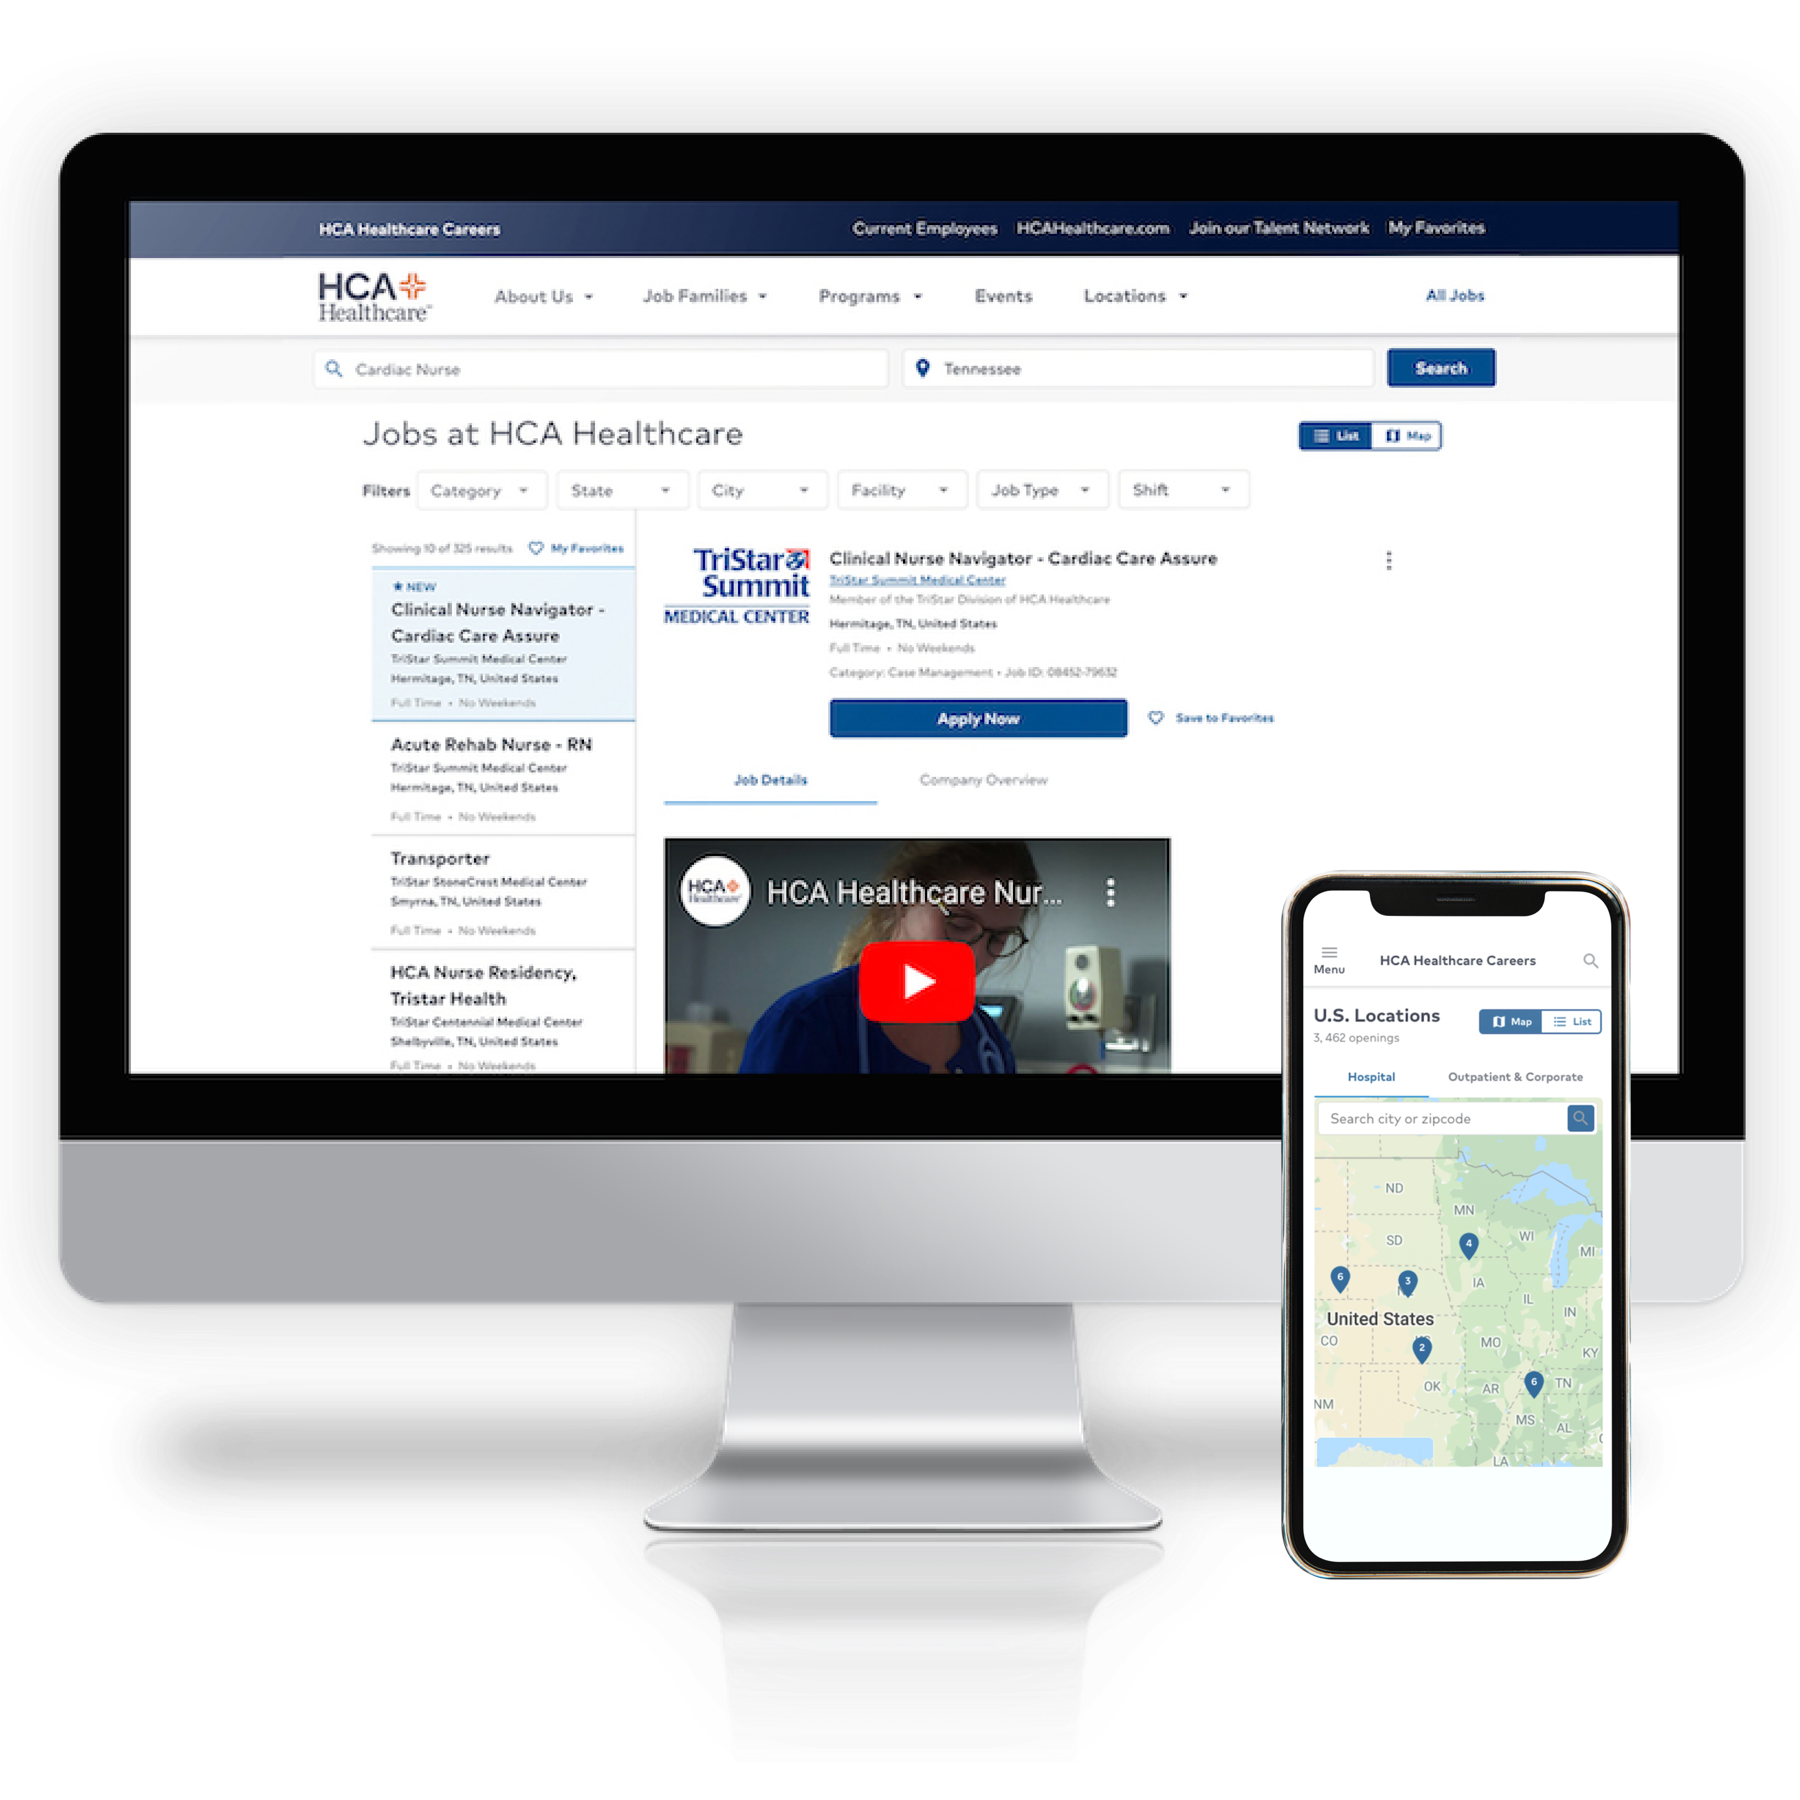 HCA Healthcare Careers
Current Employees HCAHealthcare.com Join our Talent Network My Favorites
HCA
Healthcare™
About Us Job Families Programs Events Locations All Jobs
Cardiac Nurse Tennessee Search
Jobs at HCA Healthcare
List Map
Filters Category State City Facility Job Type Shift
Showing 10 of 325 results My Favorites
NEW
Clinical Nurse Navigator -
Cardiac Care Assure
TriStar Summit Medical Center
Hermitage, TN, United States
Full Time • No Weekends
Acute Rehab Nurse - RN
TriStar Summit Medical Center
Hermitage, TN, United States
Full Time • No Weekends
Transporter
TriStar StoneCrest Medical Center
Smyrna, TN, United States
Full Time • No Weekends
HCA Nurse Residency,
Tristar Health
TriStar Centennial Medical Center
Shelbyville, TN, United States
Full Time • No Weekends
TriStar
Summit
MEDICAL CENTER
Clinical Nurse Navigator - Cardiac Care Assure
TriStar Summit Medical Center
Member of the TriStar Division of HCA Healthcare
Hermitage, TN, United States
Full Time • No Weekends
Category: Case Management • Job ID: 08452-79632
Apply Now Save to Favorites
Job Details Company Overview
HCA
Healthcare
HCA Healthcare Nur...
Menu
HCA Healthcare Careers
U.S. Locations
3, 462 openings
Map List
Hospital Outpatient & Corporate
Search city or zipcode
ND
MN
SD
WI
MI
4
6
3
IA
IL
IN
United States
CO
MO
KY
2
OK
AR
6
TN
NM
MS
AL
LA